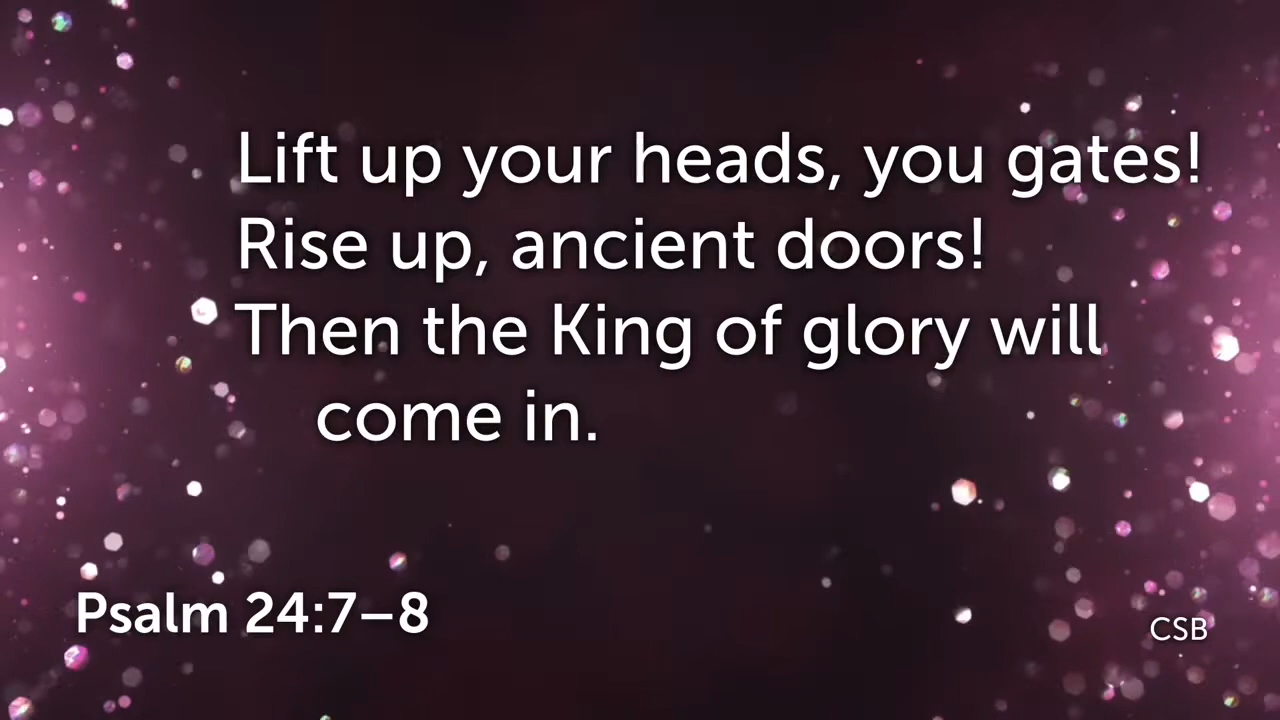 Lift up your heads, you gates!
Rise up, ancient doors!
Then the King of glory will
come in.
Psalm 24:7–8
CSB